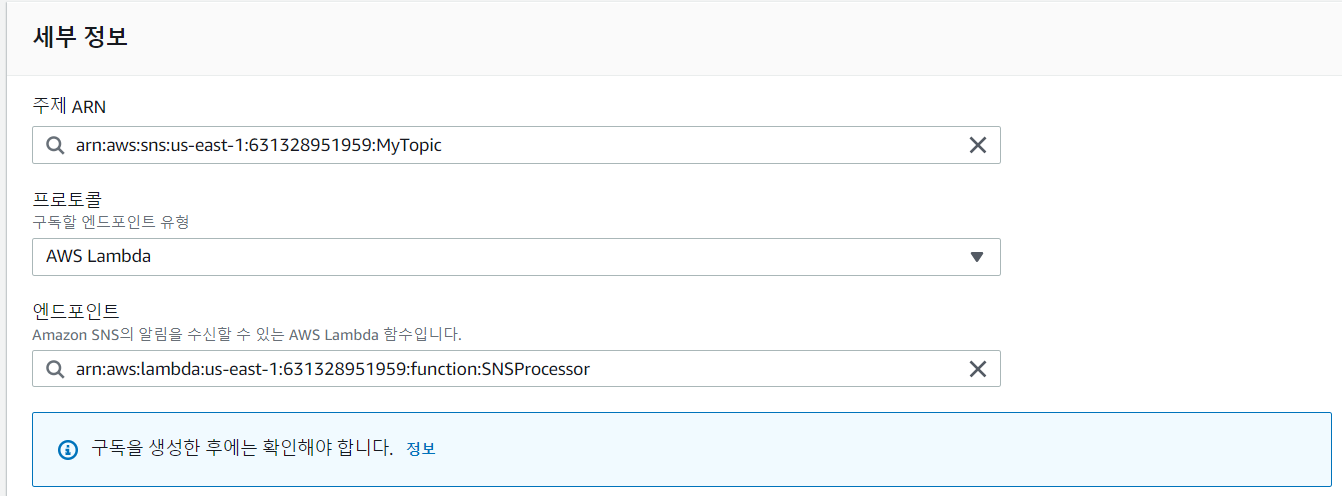 세부 정보
주제 ARN
arn:aws:sns:us-east-1:631328951959:MyTopic
프로토콜
구독할 엔드포인트 유형
AWS Lambda
엔드포인트
Amazon SNS의 알림을 수신할 수 있는 AWS Lambda 함수입니다.
arn:aws:lambda:us-east-1:631328951959:function:SNSProcessor
구독을 생성한 후에는 확인해야 합니다. 정보